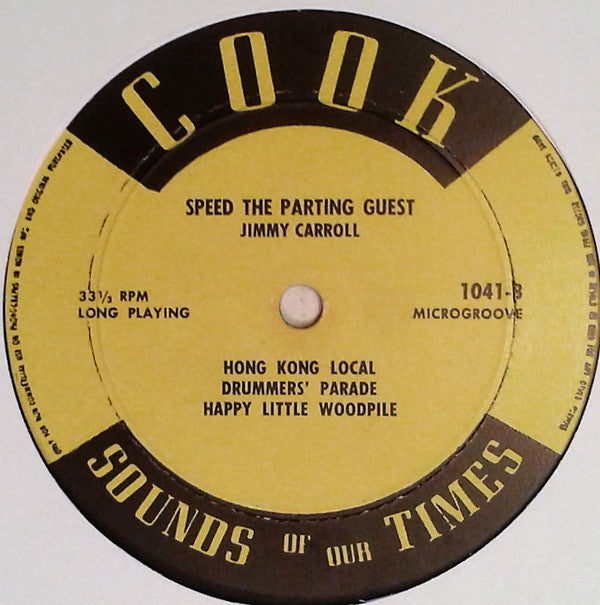 COOK
SPEED THE PARTING GUEST
JIMMY CARROLL
33⅓ RPM
LONG PLAYING
1041-B
MICROGROOVE
HONG KONG LOCAL
DRUMMERS' PARADE
HAPPY LITTLE WOODPILE
SOUNDS OF OUR TIMES